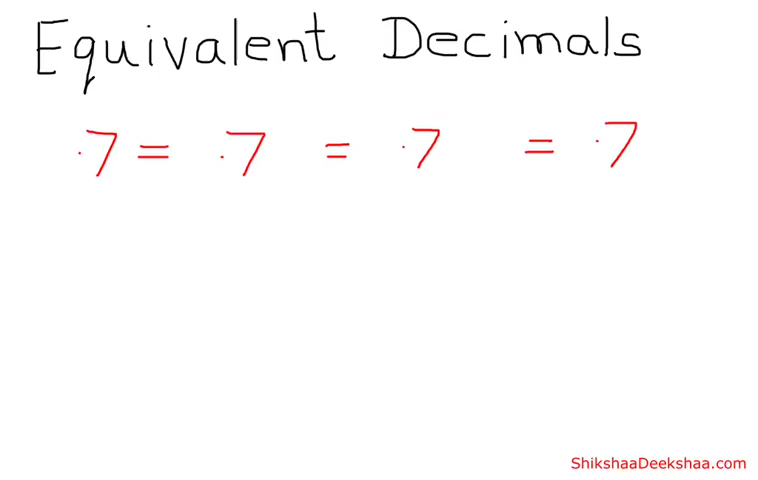 Equivalent Decimals
.7 = .7 = .7 = .7
ShikshaaDeekshaa.com